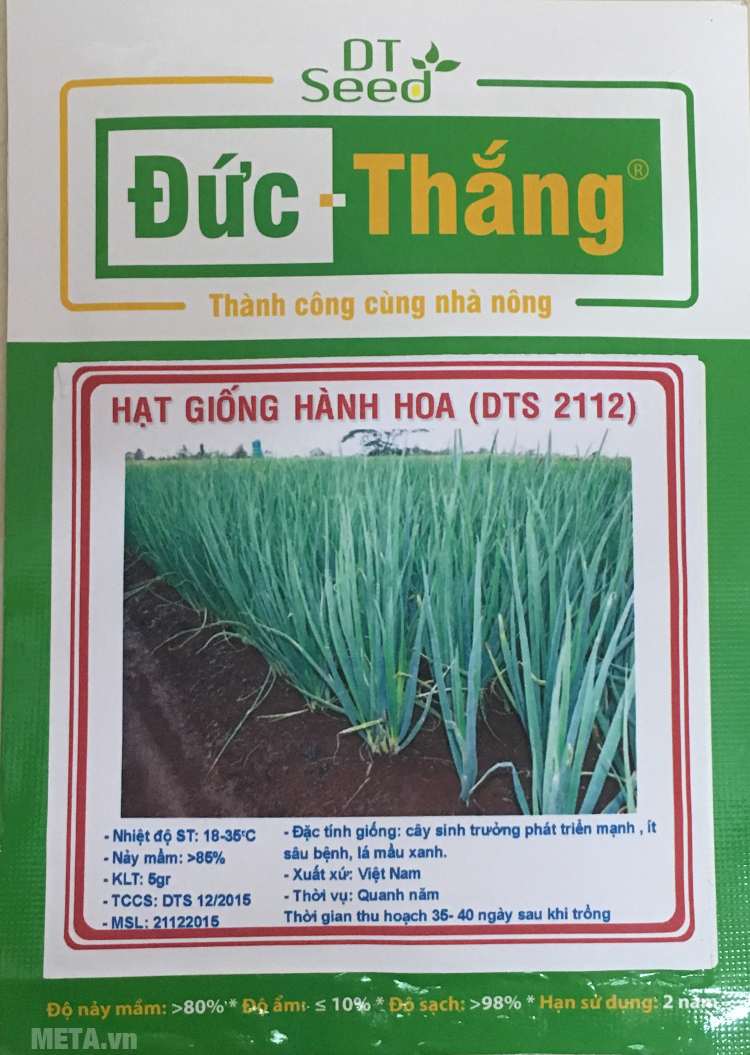 DT
Seed
Đức-Thắng®
Thành công cùng nhà nông
HẠT GIỐNG HÀNH HOA (DTS 2112)
- Nhiệt độ ST: 18-35°C
- Nảy mầm: >85%
- KLT: 5gr
- TCCS: DTS 12/2015
- MSL: 21122015
- Đặc tính giống: cây sinh trưởng phát triển mạnh , ít
sâu bệnh, lá mầu xanh.
- Xuất xứ: Việt Nam
- Thời vụ: Quanh năm
Thời gian thu hoạch 35- 40 ngày sau khi trồng
Độ nảy mầm: >80% * Độ ẩm: ≤ 10% * Độ sạch: >98% * Hạn sử dụng: 2 năm
META.vn